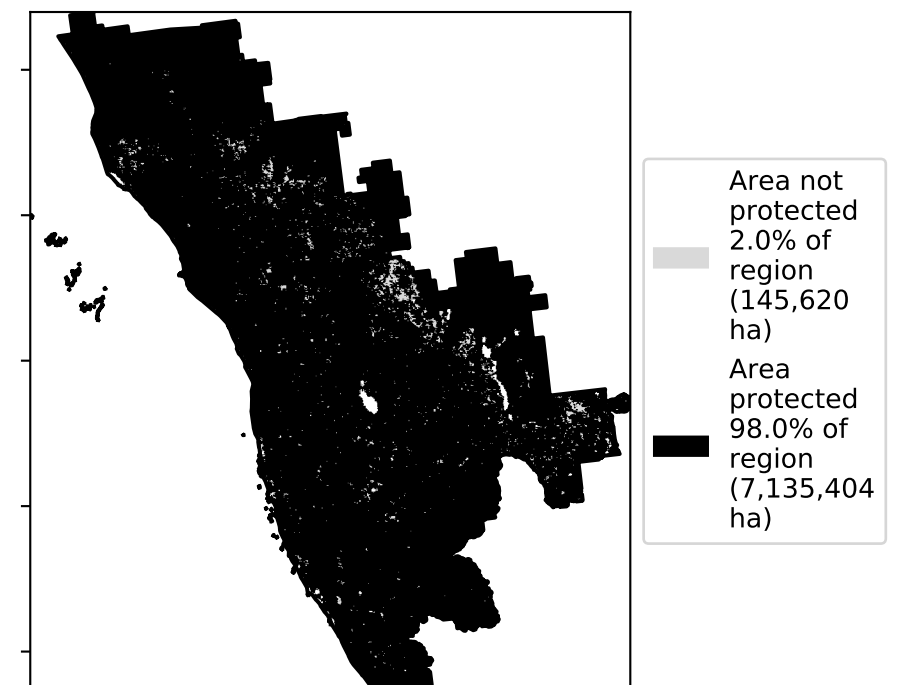 Area not
protected
2.0% of
region
(145,620
ha)
Area
protected
98.0% of
region
(7,135,404
ha)